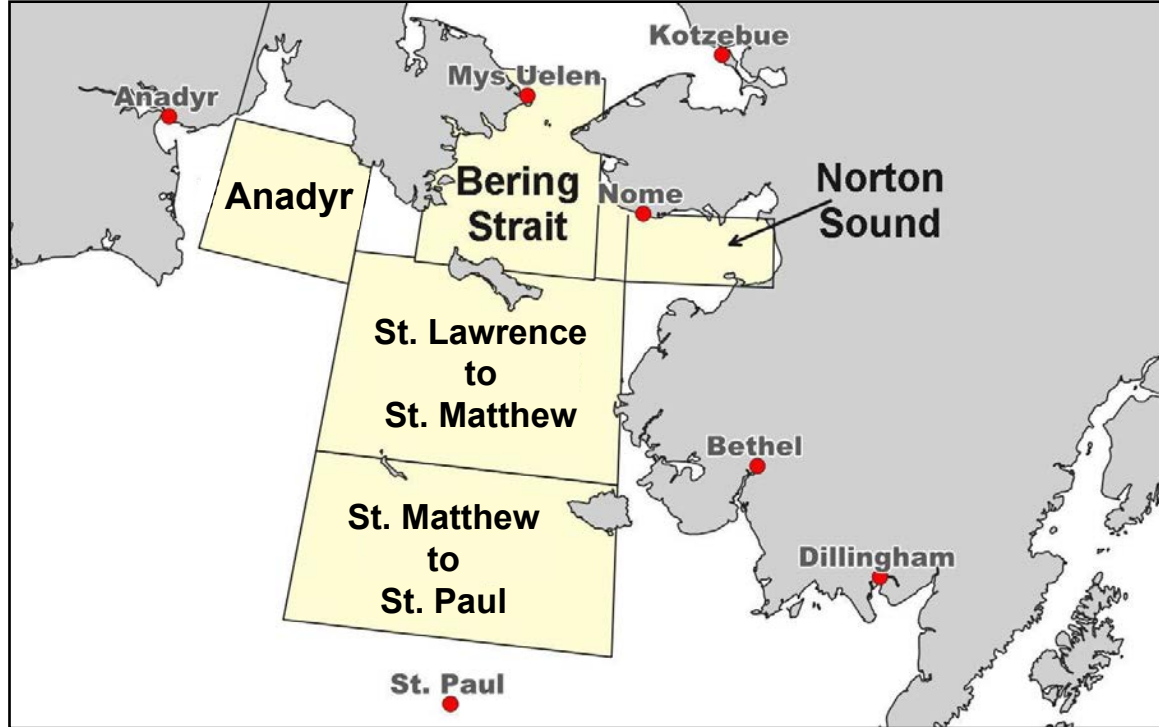 Kotzebue
Mys Uelen
Anadyr
Anadyr
Bering
Strait
Nome
Norton
Sound
St. Lawrence
to
St. Matthew
Bethel
St. Matthew
to
St. Paul
Dillingham
St. Paul